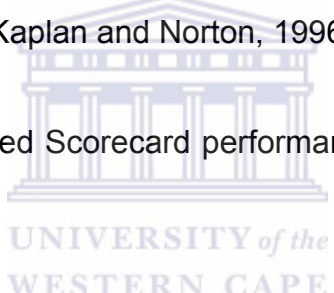 Kaplan and Norton, 1996
ed Scorecard performan
UNIVERSITY of the
WESTERN CAPE